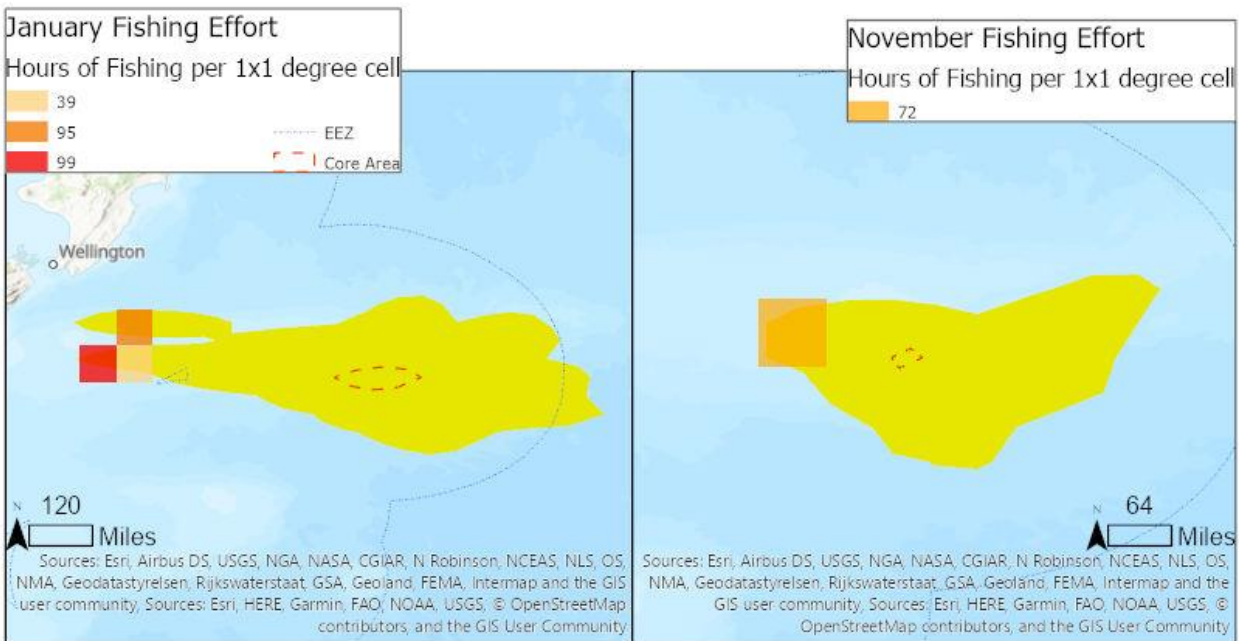 January Fishing Effort
Hours of Fishing per 1x1 degree cell
39
95
99
EEZ
Core Area
Wellington
N
120
Miles
Sources: Esri, Airbus DS, USGS, NGA, NASA, CGIAR, N Robinson, NCEAS, NLS, OS,
NMA, Geodatastyrelsen, Rijkswaterstaat, GSA, Geoland, FEMA, Intermap and the GIS
user community, Sources: Esri, HERE, Garmin, FAO, NOAA, USGS, © OpenStreetMap
contributors, and the GIS User Community
November Fishing Effort
Hours of Fishing per 1x1 degree cell
72
N
64
Miles
Sources: Esri, Airbus DS, USGS, NGA, NASA, CGIAR, N Robinson, NCEAS, NLS, OS,
NMA, Geodatastyrelsen, Rijkswaterstaat, GSA, Geoland, FEMA, Intermap and the
GIS user community, Sources: Esri, HERE, Garmin, FAO, NOAA, USGS, ©
OpenStreetMap contributors, and the GIS User Community